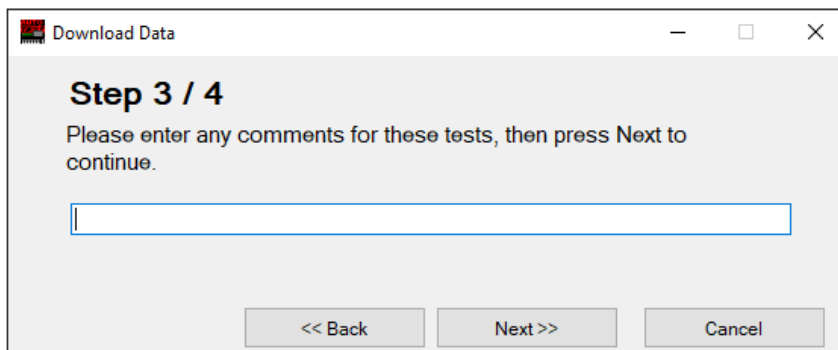 Download Data
Step 3 / 4
Please enter any comments for these tests, then press Next to
continue.
<< Back
Next >>
Cancel